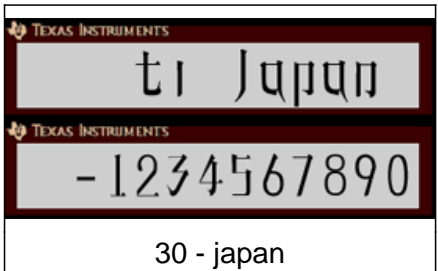 TEXAS INSTRUMENTS
ti Japan
TEXAS INSTRUMENTS
-1234567890
30 - japan